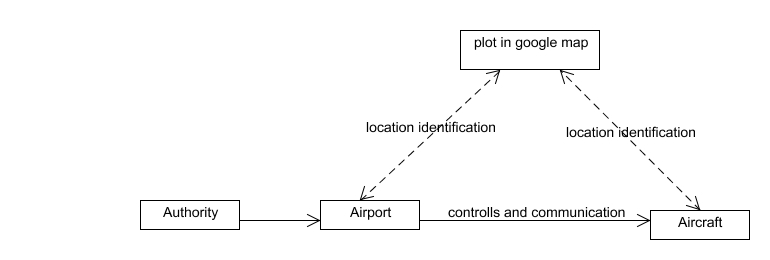 plot in google map
location identification
location identification
Authority
Airport
controlls and communication
Aircraft